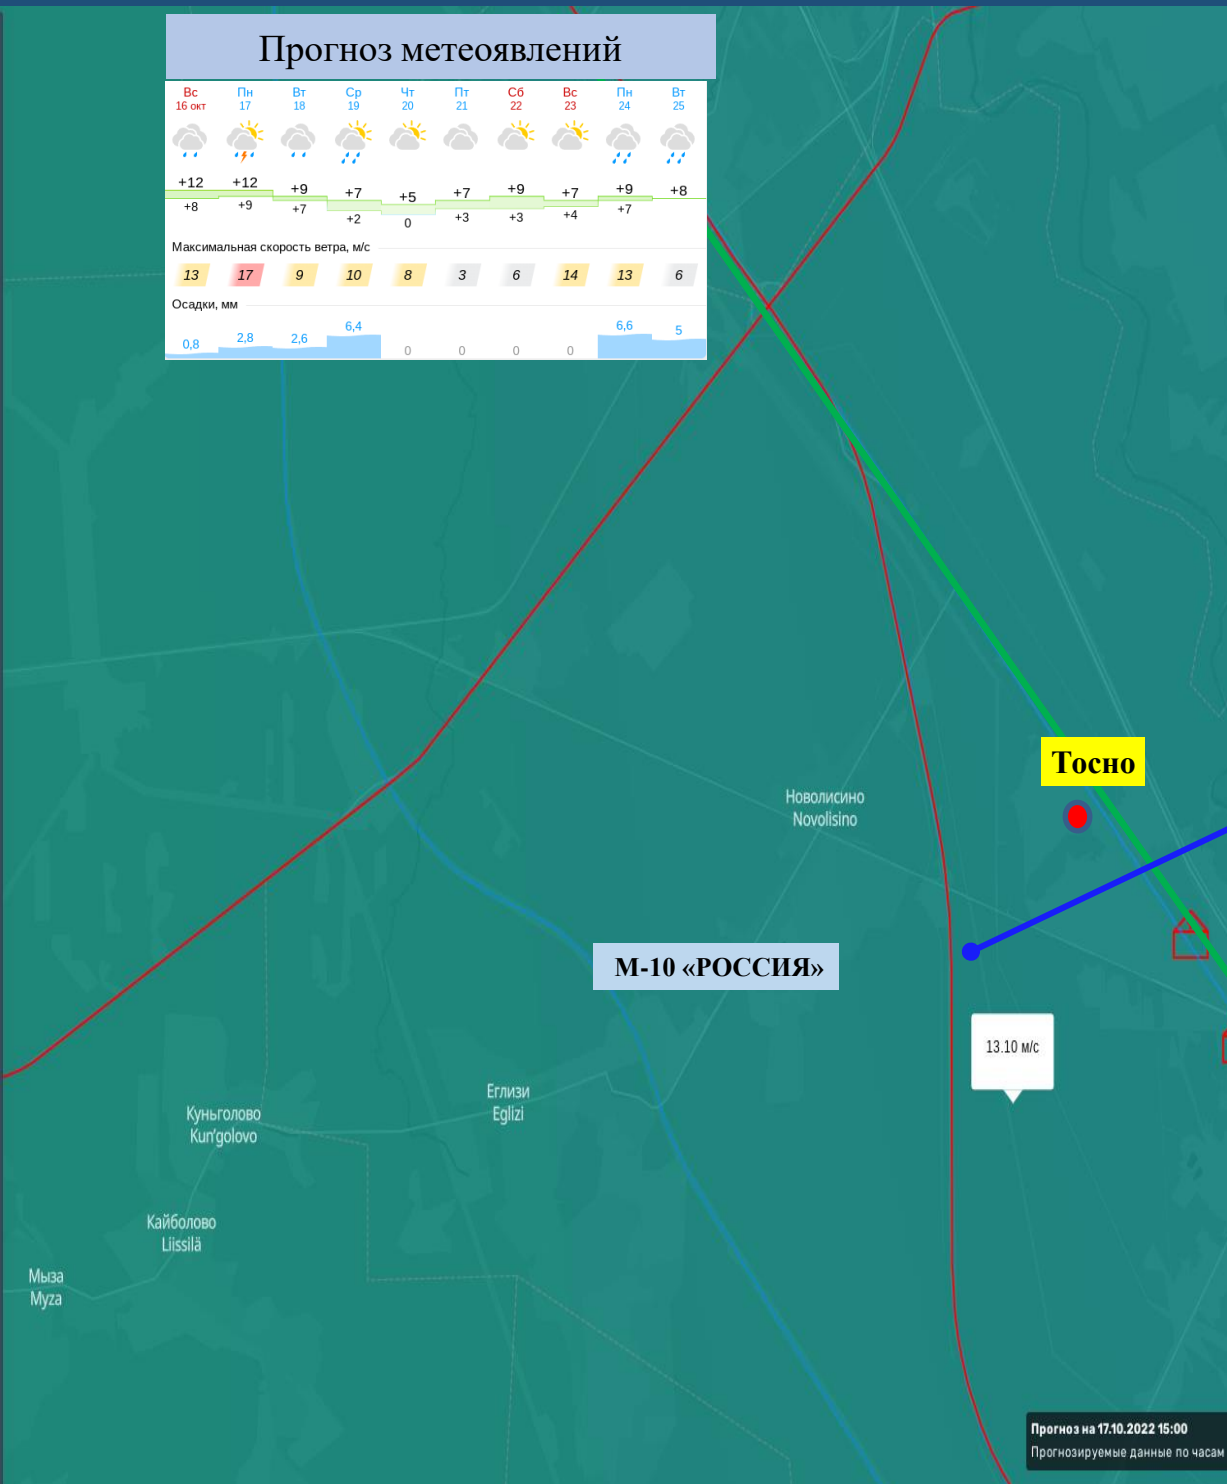 Прогноз метеоявлений
Вс Пн Вт Ср Чт Пт Сб Вс Пн Вт
16 окт 17 18 19 20 21 22 23 24 25
+12 +12 +9 +7 +5 +7 +9 +7 +9 +8
+8 +9 +7 +2 0 +3 +3 +4 +7
Максимальная скорость ветра, м/с
13 17 9 10 8 3 6 14 13 6
Осадки, мм
0,8 2,8 2,6 6,4 0 0 0 0 6,6 5
Тосно
Новолисино
Novolisino
М-10 «РОССИЯ»
13.10 м/с
Еглизи
Eglizi
Куньголово
Kun'golovo
Кайболово
Liissilä
Мыза
Myza
Прогноз на 17.10.2022 15:00
Прогнозируемые данные по часам